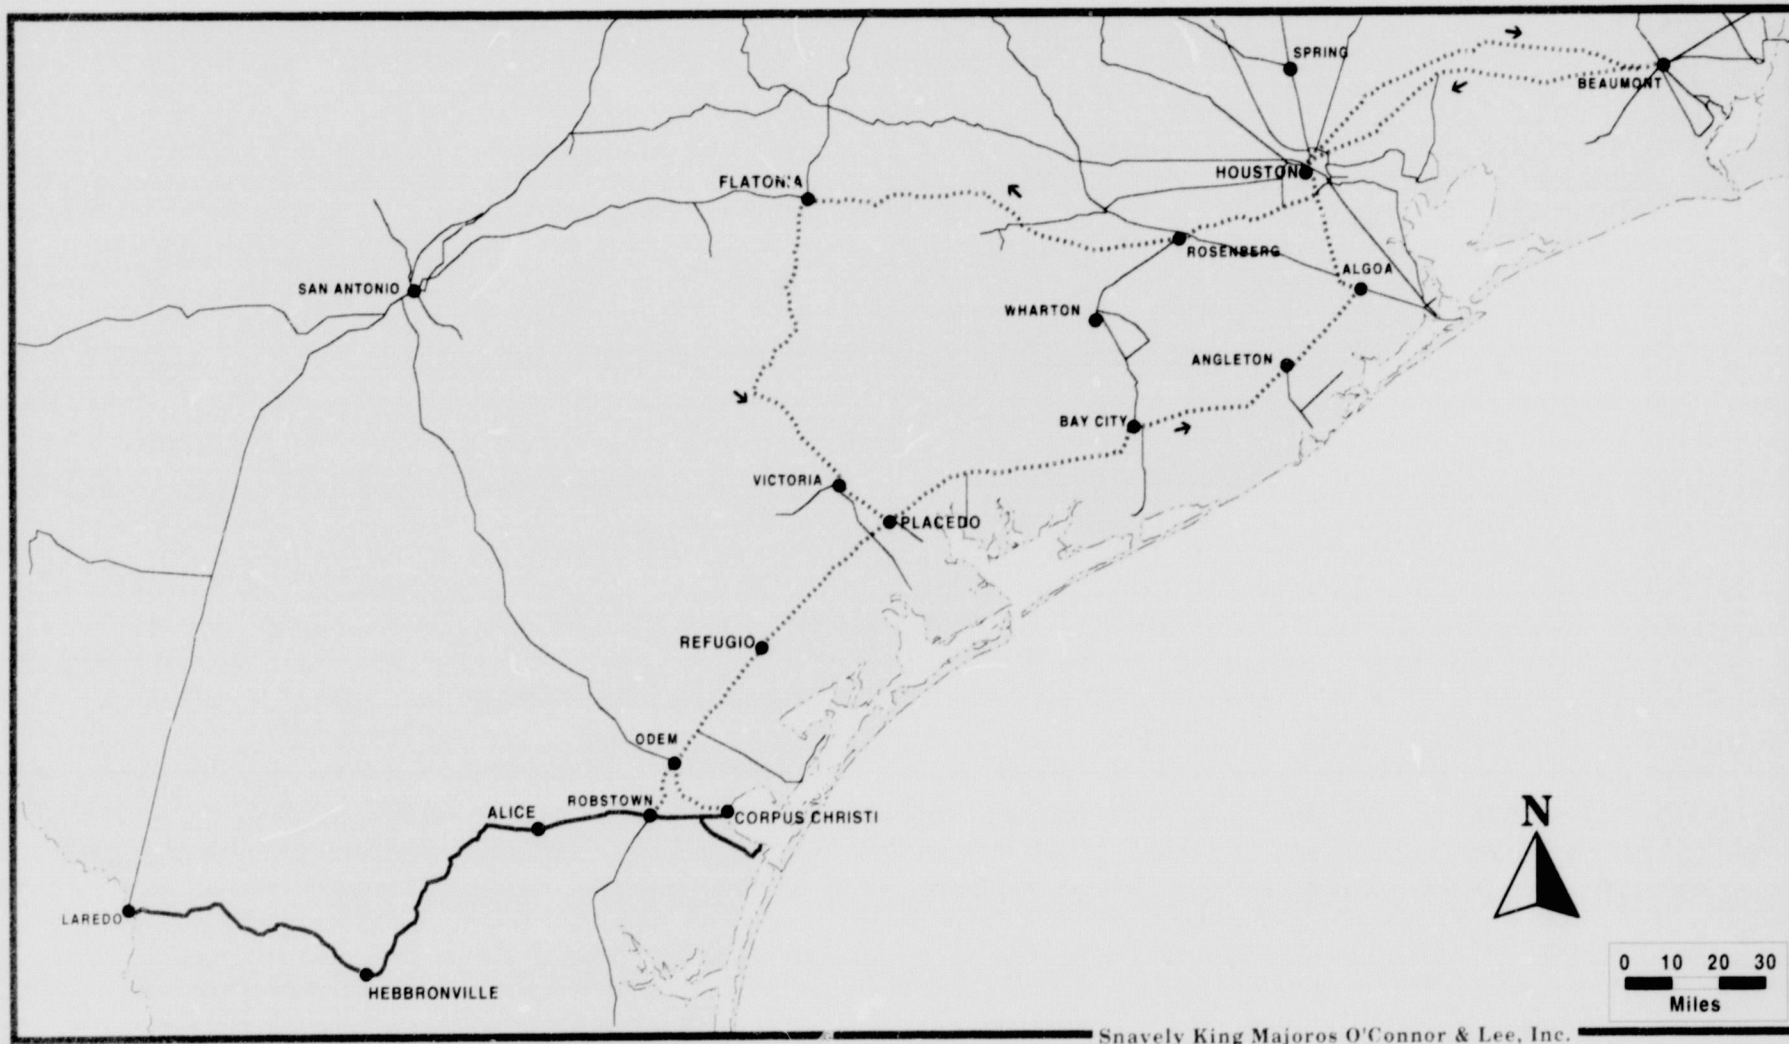 SPRING
BEAUMONT
HOUSTON
FLATONIA
ROSENBERG
ALGOA
SAN ANTONIO
WHARTON
ANGLETON
BAY CITY
VICTORIA
PLACEDO
REFUGIO
ODEM
ROBSTOWN
ALICE
CORPUS CHRISTI
LAREDO
HEBBRONVILLE
N
0 10 20 30
Miles
Snavely King Majoros O'Connor & Lee, Inc.